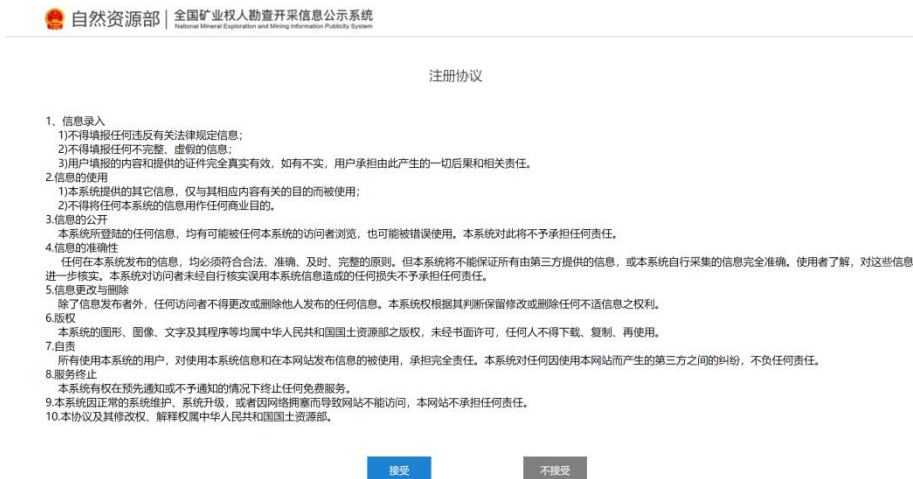 自然资源部
全国矿业权人勘查开采信息公示系统
National Mineral Exploration and Mining Information Publicity System
注册协议
1、信息录入
1)不得填报任何违反有关法律规定信息；
2)不得填报任何不完整、虚假的信息；
3)用户填报的内容和提供的证件完全真实有效，如有不实，用户承担由此产生的一切后果和相关责任。
2.信息的使用
1)本系统提供的其它信息，仅与其相应内容有关的目的而被使用；
2)不得将任何本系统的信息用作任何商业目的。
3.信息的公开
本系统所登陆的任何信息，均有可能被任何本系统的访问者浏览，也可能被错误使用。本系统对此将不予承担任何责任。
4.信息的准确性
任何在本系统发布的信息，均必须符合合法、准确、及时、完整的原则。但本系统将不能保证所有由第三方提供的信息，或本系统自行采集的信息完全准确。使用者了解，对这些信息
进一步核实。本系统对访问者未经自行核实误用本系统信息造成的任何损失不予承担任何责任。
5.信息更改与删除
除了信息发布者外，任何访问者不得更改或删除他人发布的任何信息。本系统权根据其判断保留修改或删除任何不适信息之权利。
6.版权
本系统的图形、图像、文字及其程序等均属中华人民共和国国土资源部之版权，未经书面许可，任何人不得下载、复制、再使用。
7.自责
所有使用本系统的用户，对使用本系统信息和在本网站发布信息的被使用，承担完全责任。本系统对任何因使用本网站而产生的第三方之间的纠纷，不负任何责任。
8.服务终止
本系统有权在预先通知或不予通知的情况下终止任何免费服务。
9.本系统因正常的系统维护、系统升级，或者因网络拥塞而导致网站不能访问，本网站不承担任何责任。
10.本协议及其修改权、解释权属中华人民共和国国土资源部。
接受
不接受